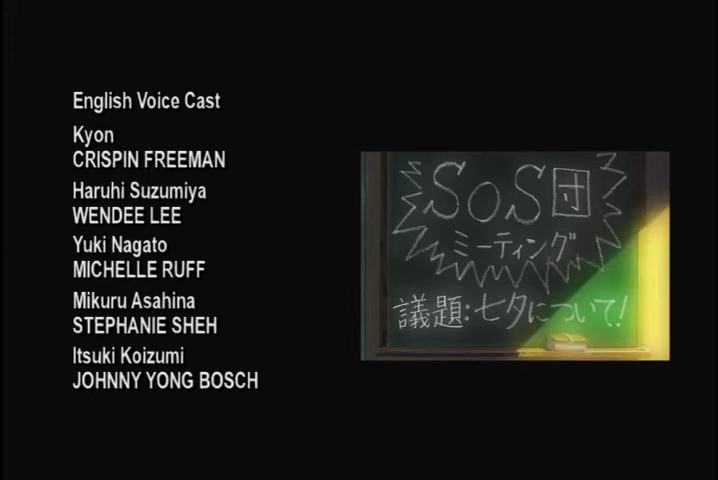 English Voice Cast
Kyon
CRISPIN FREEMAN
Haruhi Suzumiya
WENDEE LEE
Yuki Nagato
MICHELLE RUFF
Mikuru Asahina
STEPHANIE SHEH
Itsuki Koizumi
JOHNNY YONG BOSCH
SOS団
ミーティング
議題:七夕について!